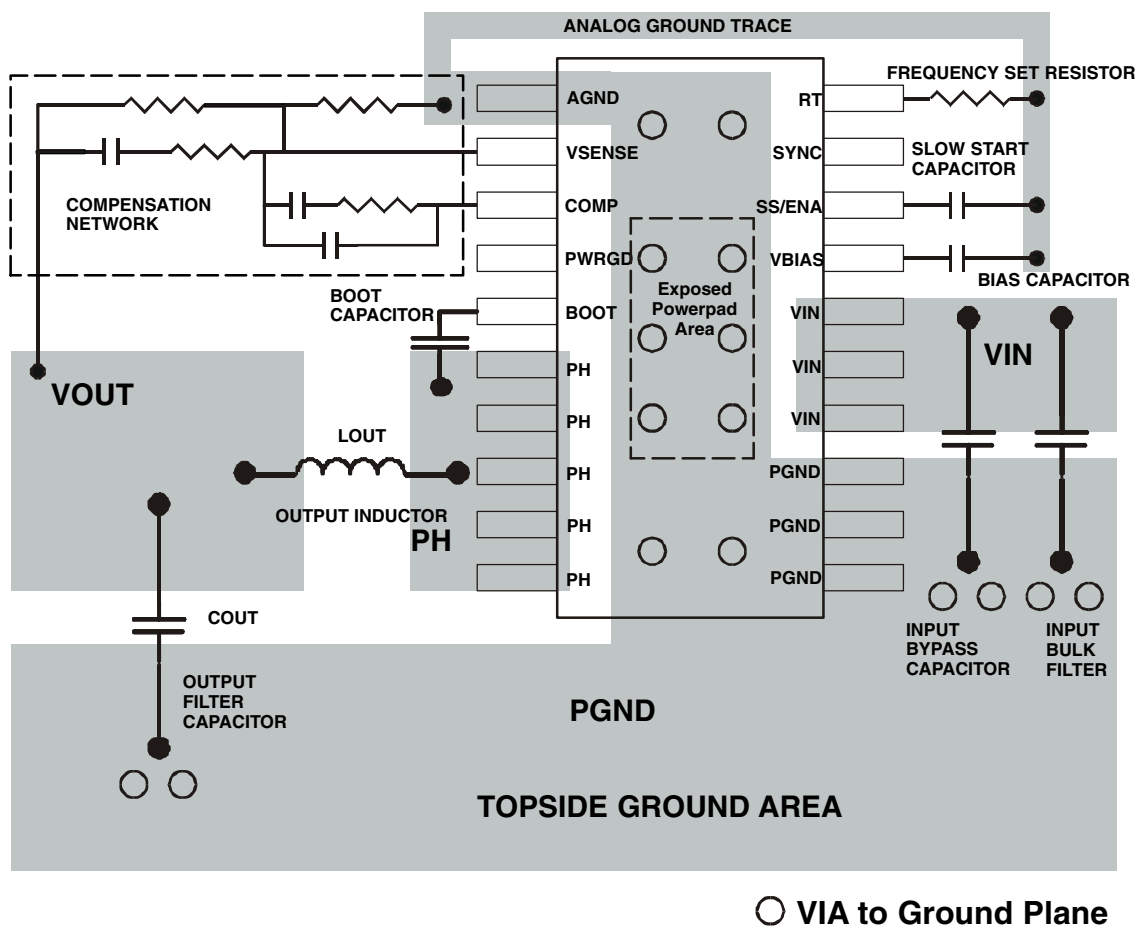 ANALOG GROUND TRACE
FREQUENCY SET RESISTOR
AGND
RT
VSENSE
SYNC
SLOW START
CAPACITOR
COMPENSATION
NETWORK
COMP
SS/ENA
PWRGD
VBIAS
BIAS CAPACITOR
BOOT
CAPACITOR
BOOT
Exposed
Powerpad
Area
VIN
VIN
VIN
VIN
VOUT
PH
PH
PH
PH
PH
LOUT
OUTPUT INDUCTOR
PH
PGND
PGND
PGND
COUT
OUTPUT
FILTER
CAPACITOR
INPUT
BYPASS
CAPACITOR
INPUT
BULK
FILTER
PGND
TOPSIDE GROUND AREA
VIA to Ground Plane